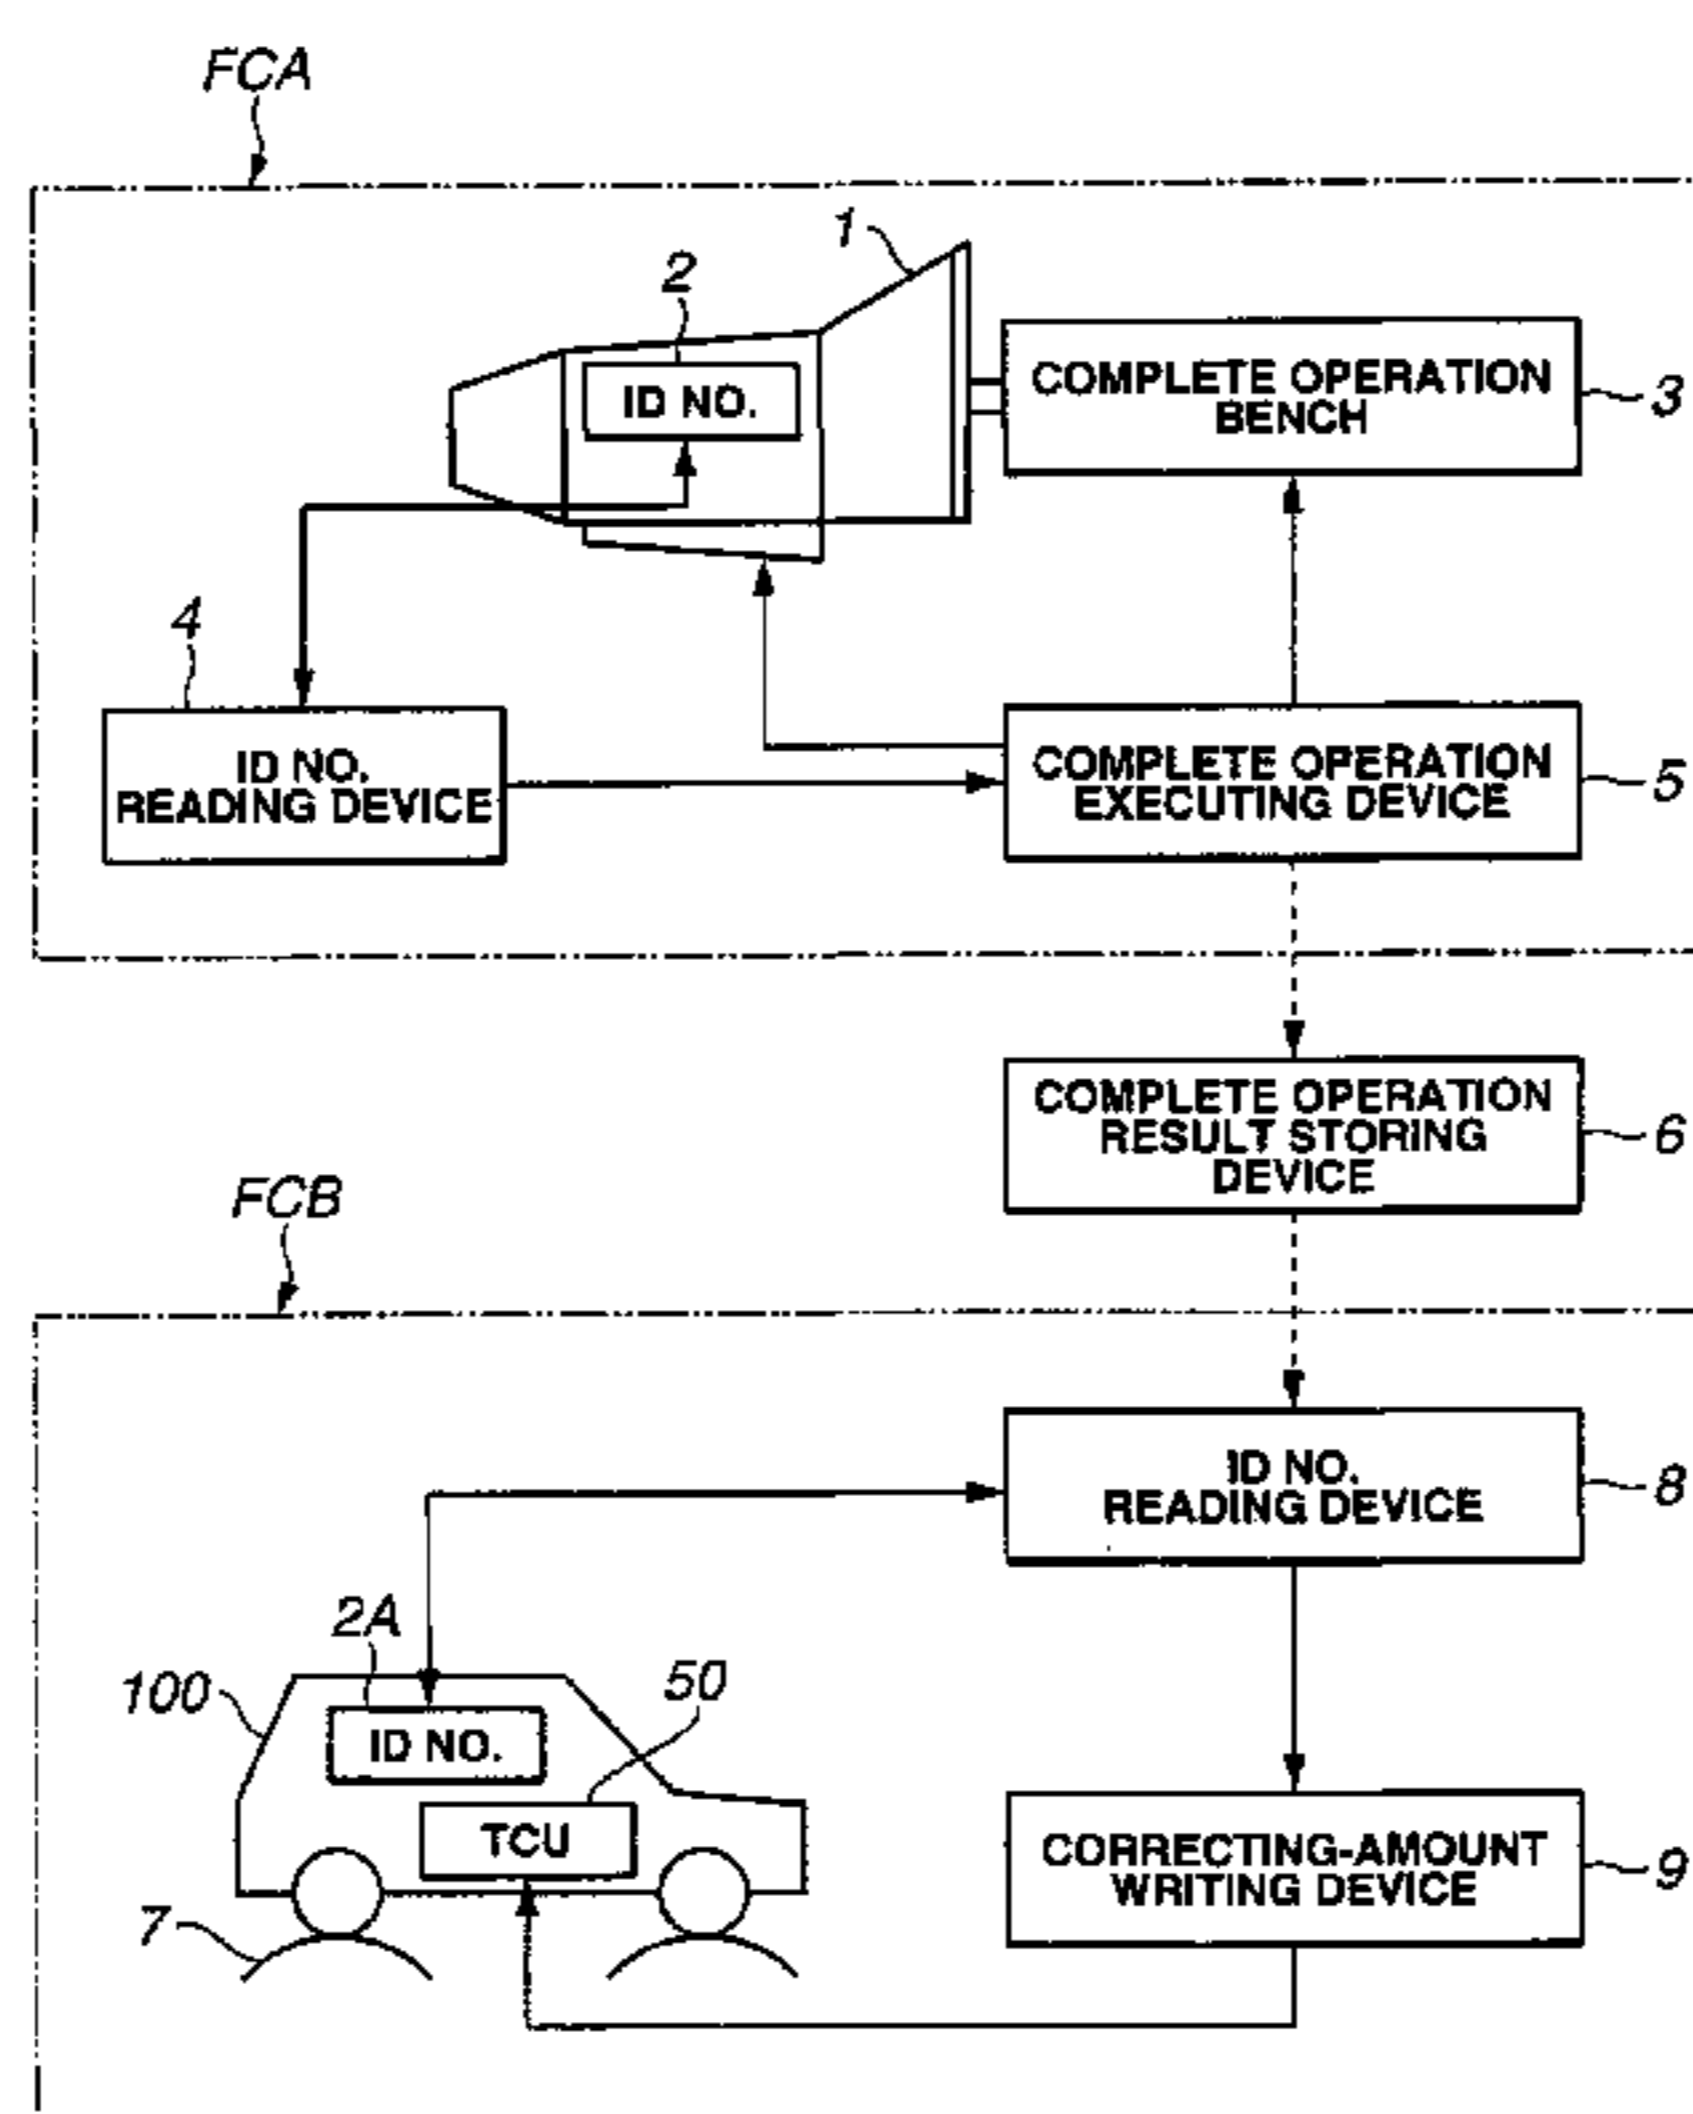 FCA
1
2
ID NO.
COMPLETE OPERATION
BENCH
3
4
ID NO.
READING DEVICE
COMPLETE OPERATION
EXECUTING DEVICE
5
COMPLETE OPERATION
RESULT STORING
DEVICE
6
FCB
ID NO.
READING DEVICE
8
2A
100
50
ID NO.
TCU
CORRECTING-AMOUNT
WRITING DEVICE
9
7